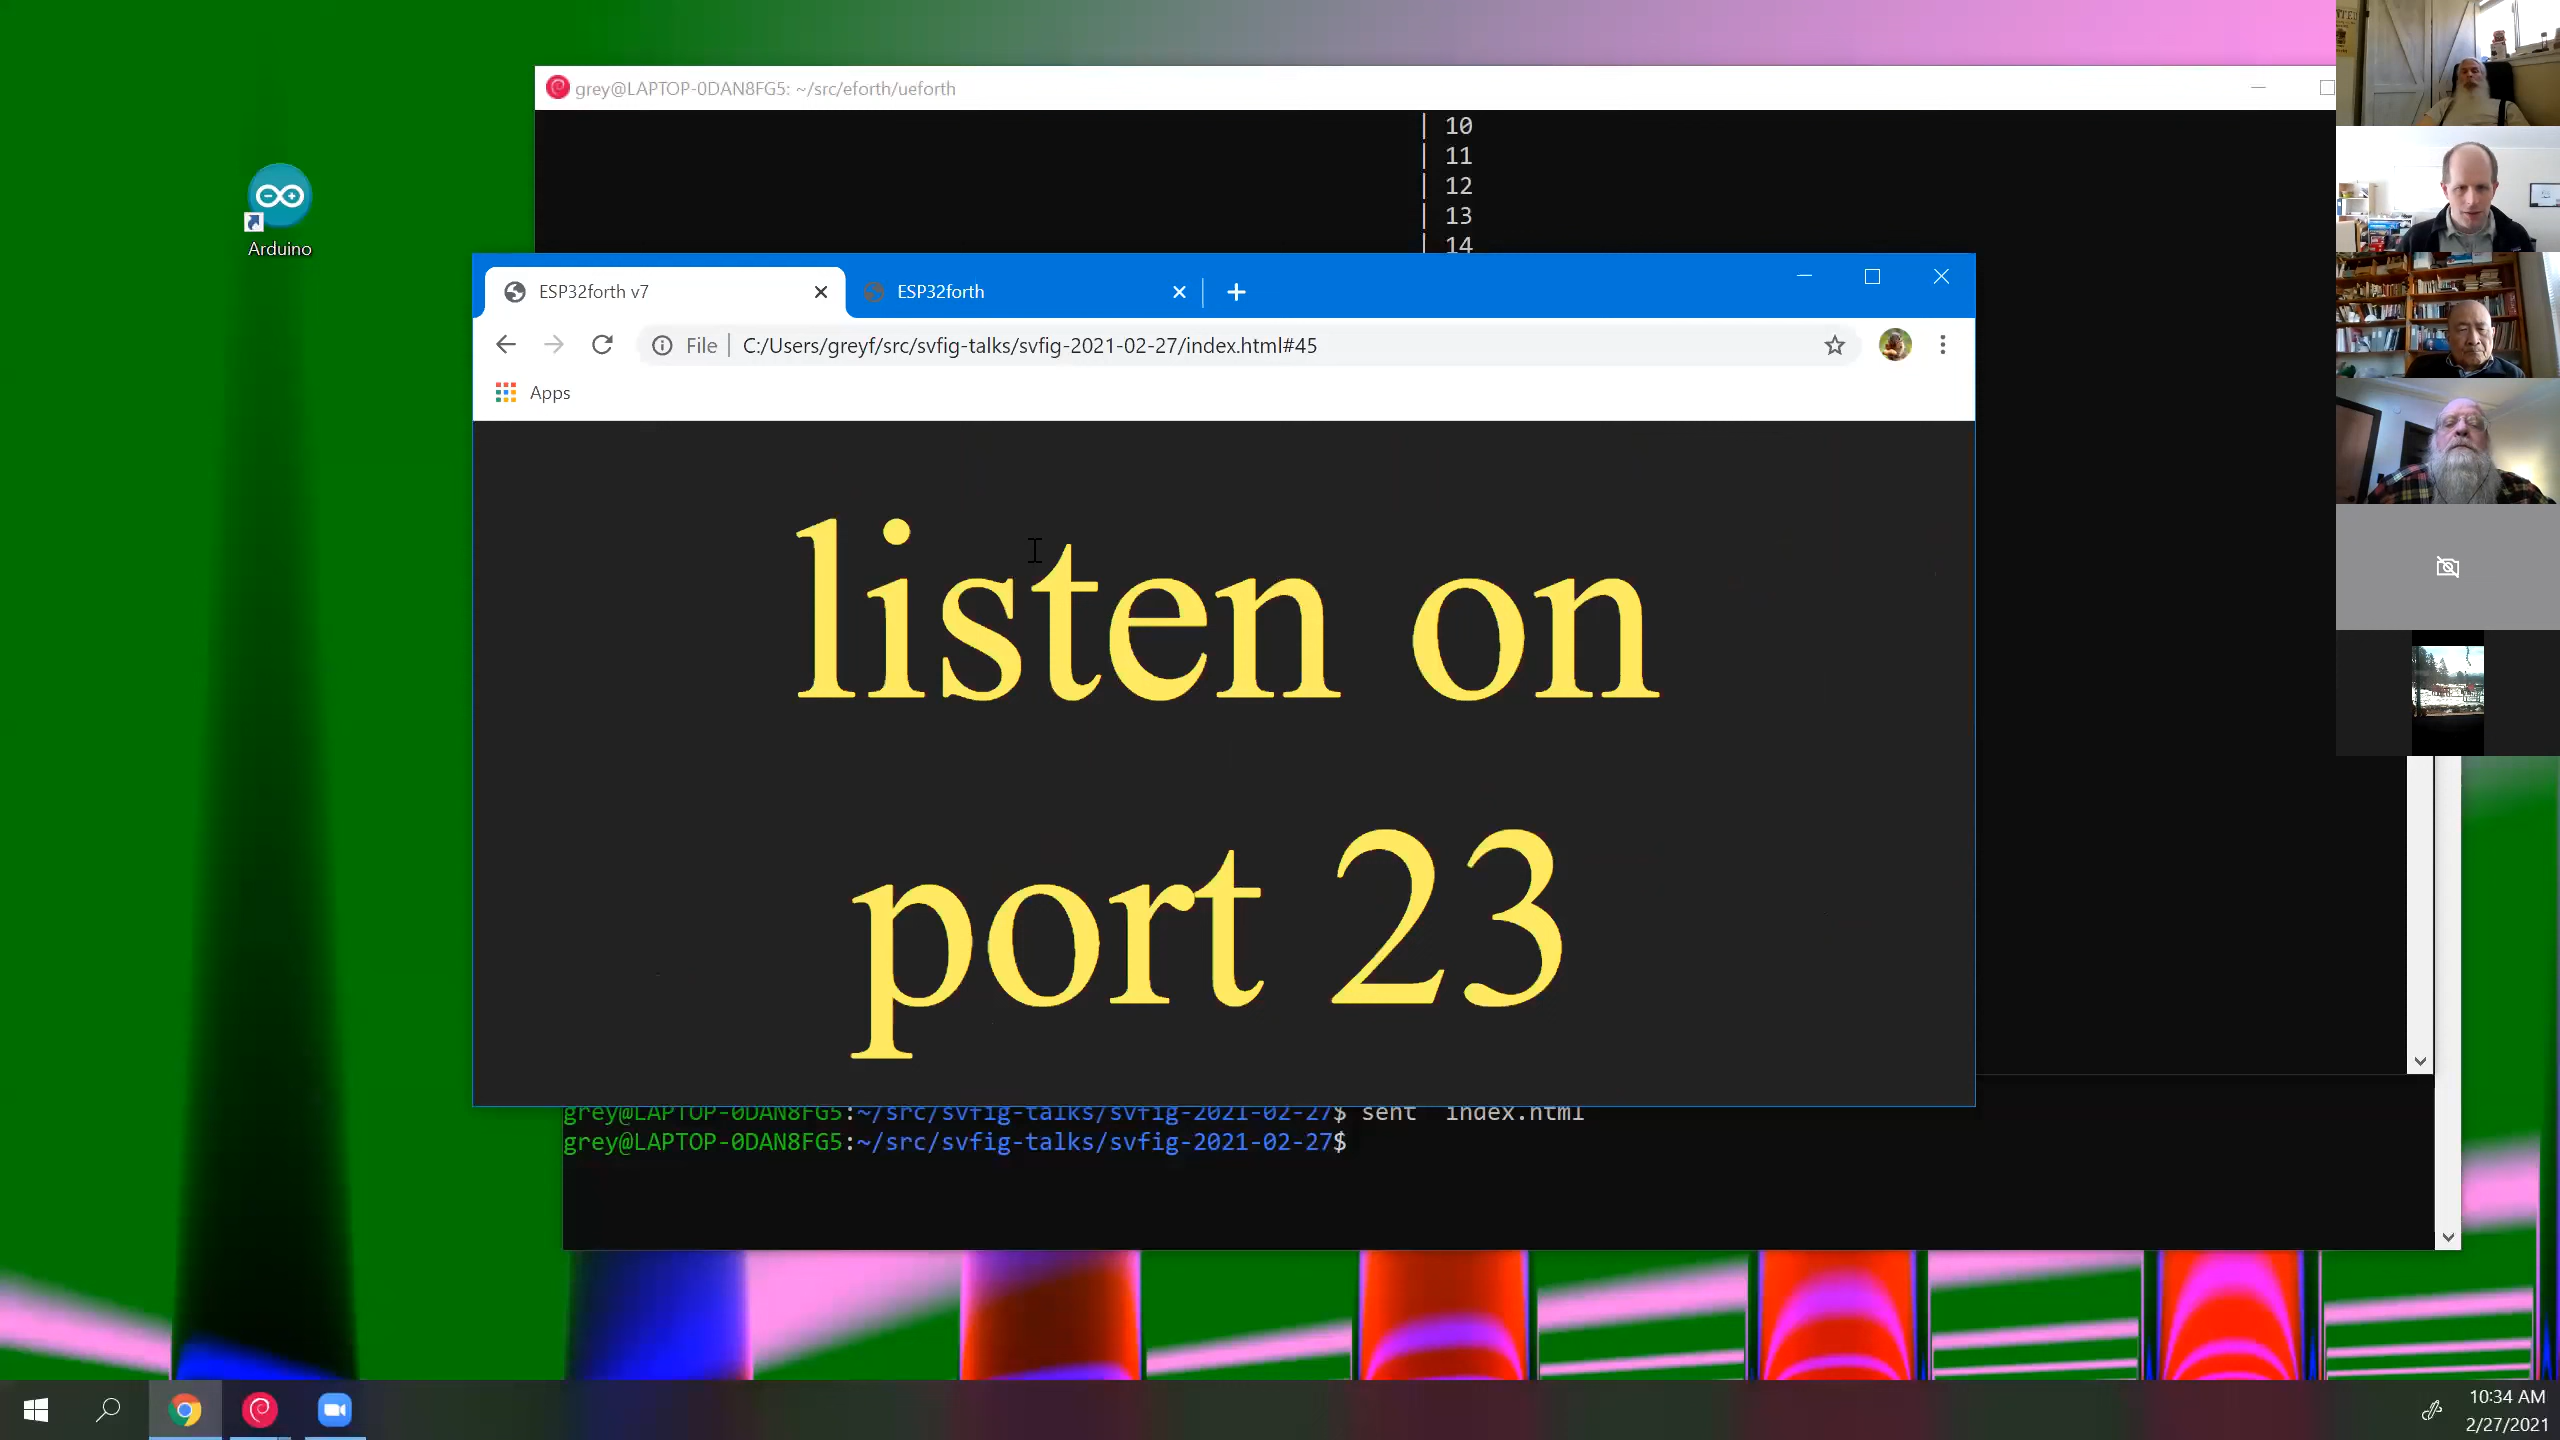 grey@LAPTOP-0DAN8FG5: ~/src/eforth/ueforth
| 10
| 11
| 12
| 13
| 14
Arduino
ESP32forth v7
ESP32forth
File | C:/Users/greyf/src/svfig-talks/svfig-2021-02-27/index.html#45
Apps
listen on
port 23
grey@LAPTOP-0DAN8FG5:~/src/svfig-talks/svfig-2021-02-27$ sent index.html
grey@LAPTOP-0DAN8FG5:~/src/svfig-talks/svfig-2021-02-27$
10:34 AM
2/27/2021